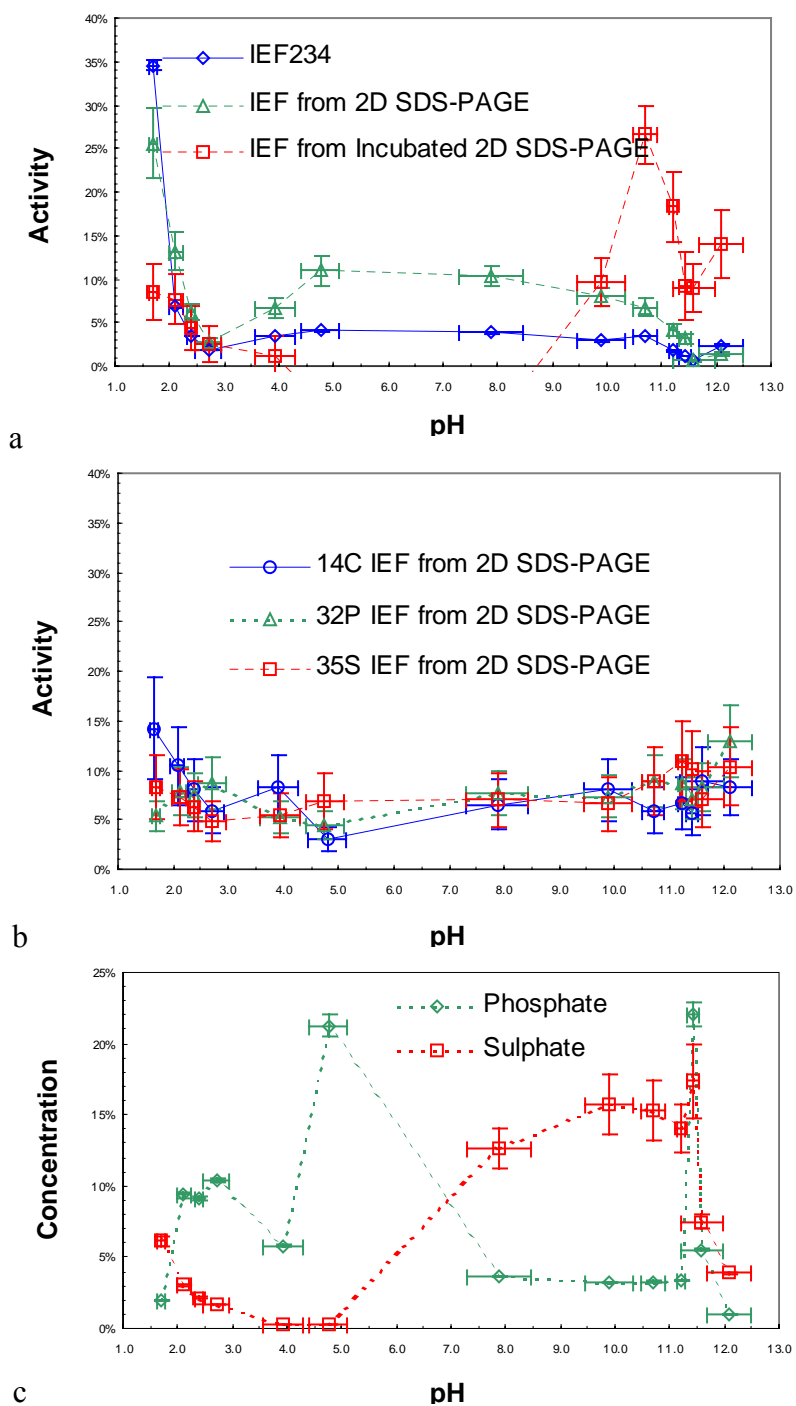 40%
35%
30%
25%
20%
15%
10%
5%
0%
Activity
IEF234
IEF from 2D SDS-PAGE
IEF from Incubated 2D SDS-PAGE
1.0 2.0 3.0 4.0 5.0 6.0 7.0 8.0 9.0 10.0 11.0 12.0 13.0
pH
a
40%
35%
30%
25%
20%
15%
10%
5%
0%
Activity
14C IEF from 2D SDS-PAGE
32P IEF from 2D SDS-PAGE
35S IEF from 2D SDS-PAGE
1.0 2.0 3.0 4.0 5.0 6.0 7.0 8.0 9.0 10.0 11.0 12.0 13.0
pH
b
25%
20%
15%
10%
5%
0%
Concentration
Phosphate
Sulphate
1.0 2.0 3.0 4.0 5.0 6.0 7.0 8.0 9.0 10.0 11.0 12.0 13.0
pH
c